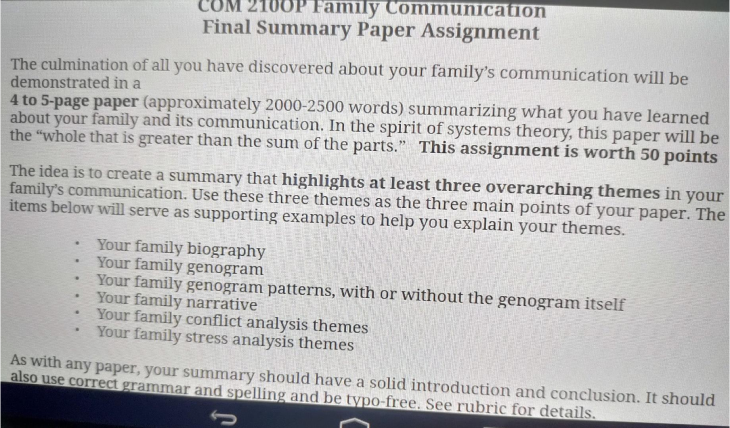 COM 2100P Family Communication
Final Summary Paper Assignment
The culmination of all you have discovered about your family's communication will be
demonstrated in a
4 to 5-page paper (approximately 2000-2500 words) summarizing what you have learned
about your family and its communication. In the spirit of systems theory, this paper will be
the “whole that is greater than the sum of the parts.” This assignment is worth 50 points
The idea is to create a summary that highlights at least three overarching themes in your
family's communication. Use these three themes as the three main points of your paper. The
items below will serve as supporting examples to help you explain your themes.
• Your family biography
• Your family genogram
• Your family genogram patterns, with or without the genogram itself
• Your family narrative
• Your family conflict analysis themes
• Your family stress analysis themes
As with any paper, your summary should have a solid introduction and conclusion. It should
also use correct grammar and spelling and be typo-free. See rubric for details.